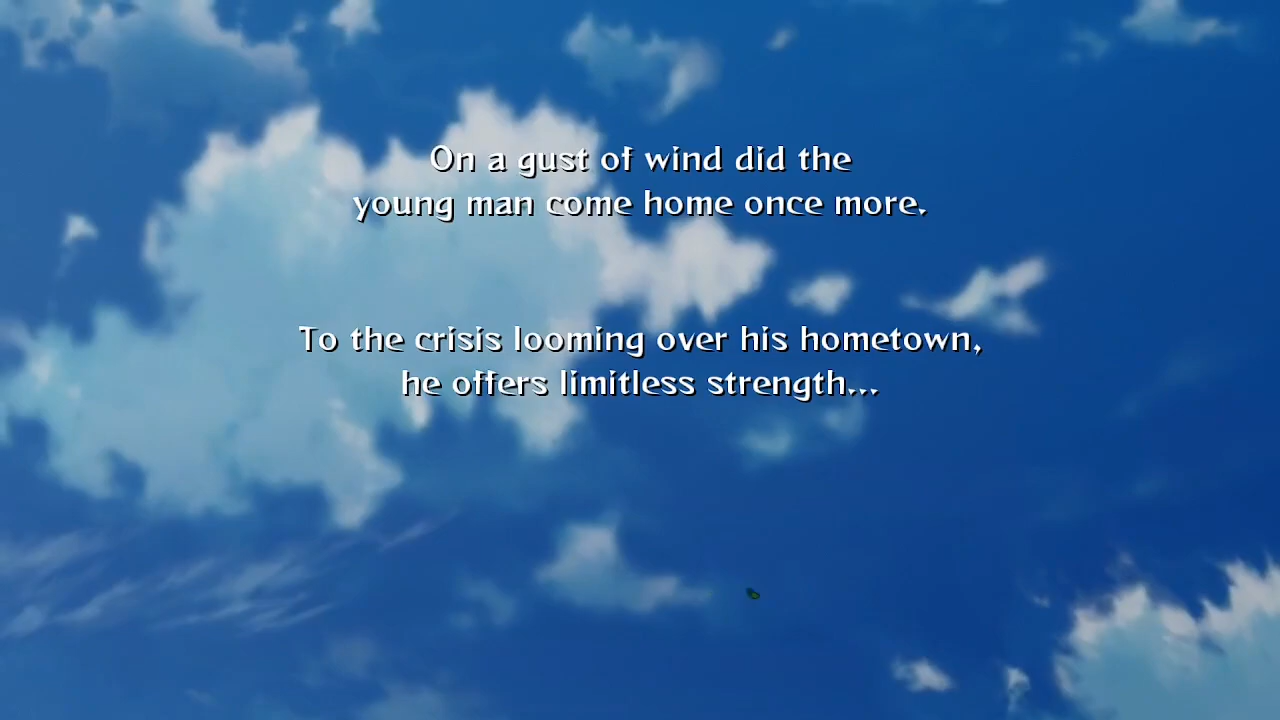 On a gust of wind did the
young man come home once more.
To the crisis looming over his hometown,
he offers limitless strength...